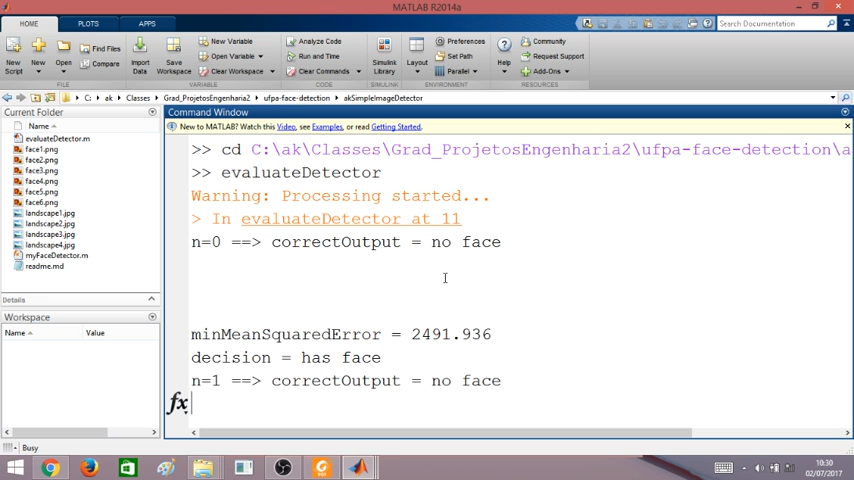 MATLAB R2014a
HOME
PLOTS
APPS
Search Documentation
New Script
New
Open
Find Files
Compare
Import Data
Save Workspace
New Variable
Open Variable
Clear Workspace
Analyze Code
Run and Time
Clear Commands
Simulink Library
Layout
Preferences
Set Path
Parallel
Help
Community
Request Support
Add-Ons
FILE
VARIABLE
CODE
SIMULINK
ENVIRONMENT
RESOURCES
C: ▸ ak ▸ Classes ▸ Grad_ProjetosEngenharia2 ▸ ufpa-face-detection ▸ akSimpleImageDetector
Current Folder
Name
evaluateDetector.m
face1.png
face2.png
face3.png
face4.png
face5.png
face6.png
landscape1.jpg
landscape2.jpg
landscape3.jpg
landscape4.jpg
myFaceDetector.m
readme.md
Details
Workspace
Name
Value
Command Window
New to MATLAB? Watch this Video, see Examples, or read Getting Started.
>> cd C:\ak\Classes\Grad_ProjetosEngenharia2\ufpa-face-detection\a
>> evaluateDetector
Warning: Processing started...
> In evaluateDetector at 11
n=0 ==> correctOutput = no face
minMeanSquaredError = 2491.936
decision = has face
n=1 ==> correctOutput = no face
fx
Busy
10:30
02/07/2017